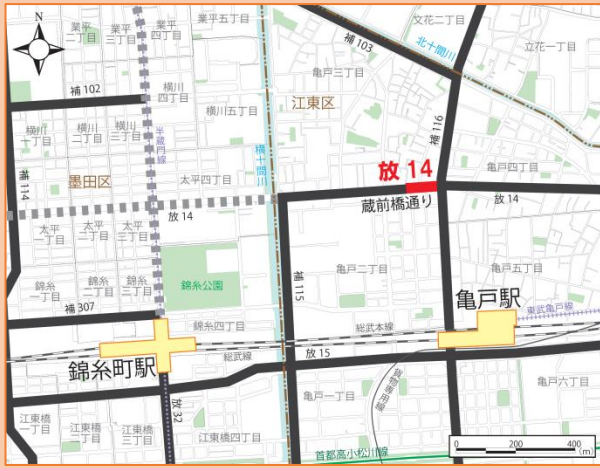 N
業平
二丁目
業平
三丁目
業平
四丁目
業平五丁目
文花二丁目
立花一丁目
北十間川
補 103
亀戸三丁目
補 102
横川
四丁目
江東区
横川
一丁目
横川
二丁目
横川
三丁目
横川五丁目
補 116
半蔵門線
横十間川
補 114
墨田区
太平四丁目
放 14
亀戸四丁目
放 14
蔵前橋通り
放 14
太平
一丁目
太平
二丁目
太平
三丁目
錦糸
一丁目
錦糸
二丁目
錦糸
三丁目
錦糸公園
補 115
亀戸二丁目
亀戸五丁目
亀戸駅
補 307
錦糸四丁目
総武本線
東武亀戸線
総武線
放 15
錦糸町駅
貨物専用線
亀戸一丁目
亀戸六丁目
江東橋
一丁目
江東橋
二丁目
江東橋
三丁目
放 32
江東橋四丁目
首都高小松川線
0 200 400
(m)